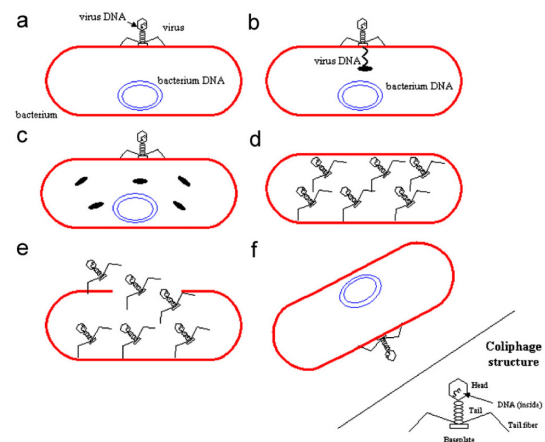 a
virus DNA
virus
bacterium DNA
bacterium
b
virus DNA
bacterium DNA
c
d
e
f
Coliphage
structure
Head
DNA (inside)
Tail
Tail fiber
Baseplate